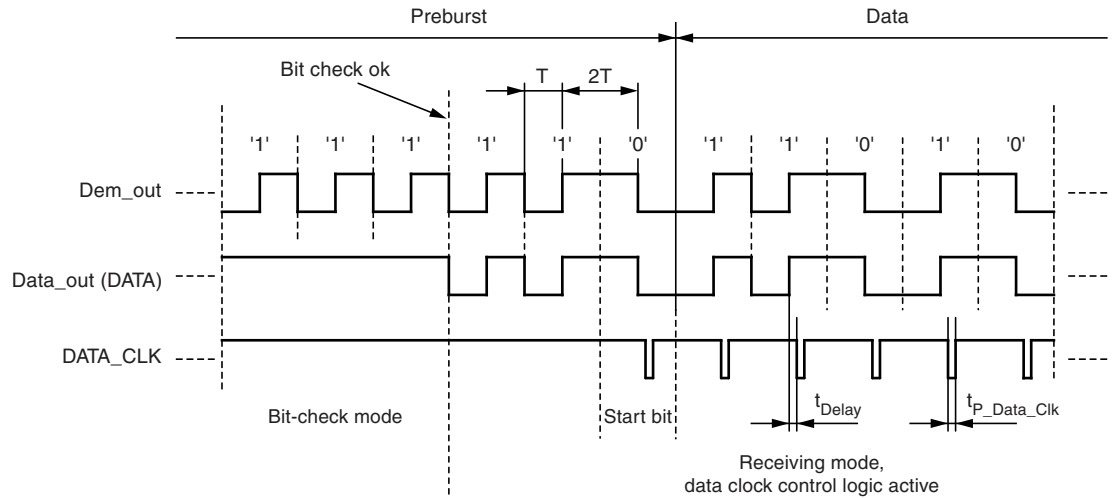 Preburst Data
Bit check ok
T 2T
'1' '1' '1' '1' '1' '0' '1' '1' '0' '1' '0'
Dem_out
Data_out (DATA)
DATA_CLK
Bit-check mode Start bit tDelay tP_Data_Clk
Receiving mode,
data clock control logic active